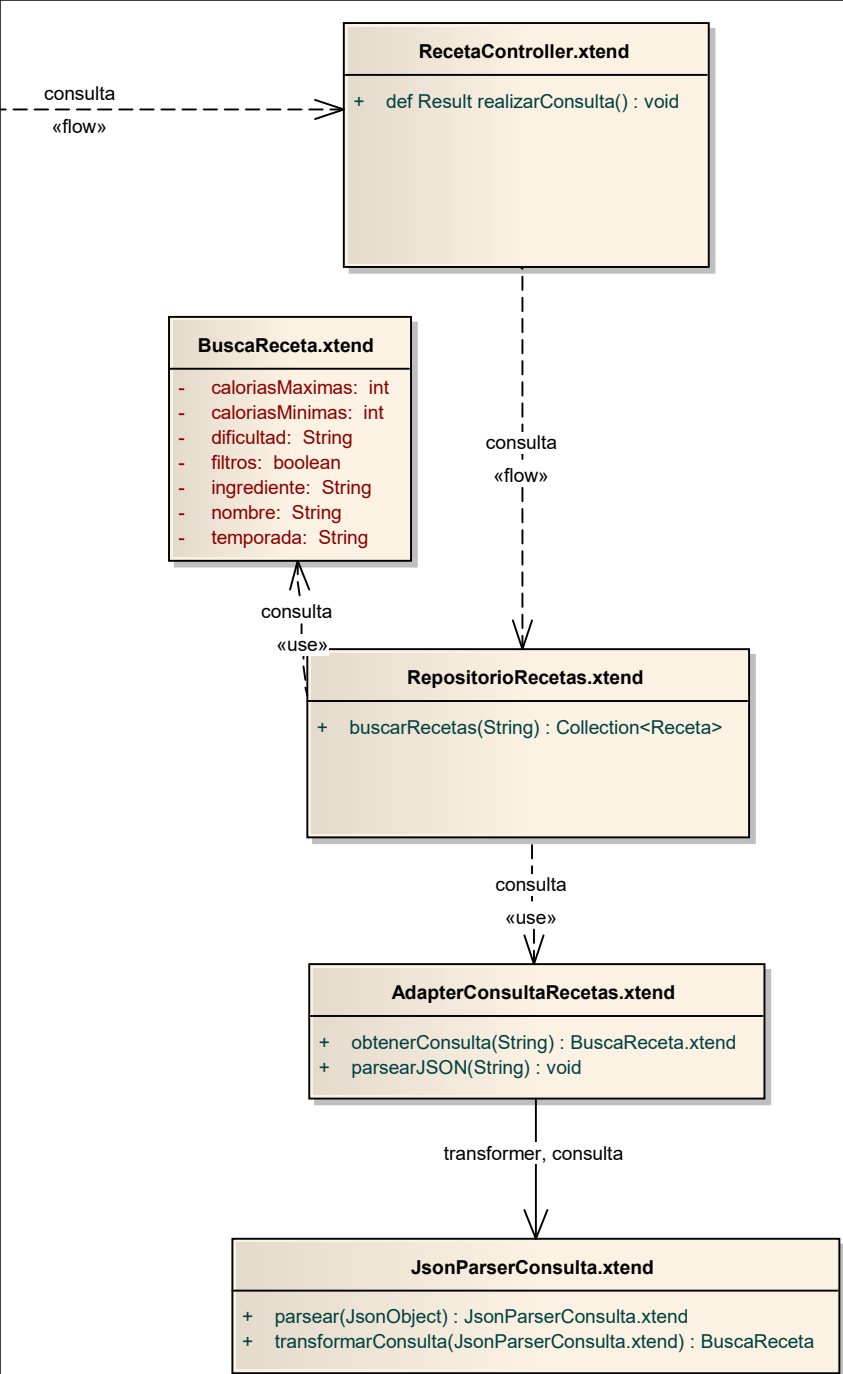 RecetaController.xtend
consulta
«flow»
+ def Result realizarConsulta() : void
BuscaReceta.xtend
- caloriasMaximas: int
- caloriasMinimas: int
- dificultad: String
- filtros: boolean
- ingrediente: String
- nombre: String
- temporada: String
consulta
«flow»
consulta
«use»
RepositorioRecetas.xtend
+ buscarRecetas(String) : Collection<Receta>
consulta
«use»
AdapterConsultaRecetas.xtend
+ obtenerConsulta(String) : BuscaReceta.xtend
+ parsearJSON(String) : void
transformer, consulta
JsonParserConsulta.xtend
+ parsear(JsonObject) : JsonParserConsulta.xtend
+ transformarConsulta(JsonParserConsulta.xtend) : BuscaReceta